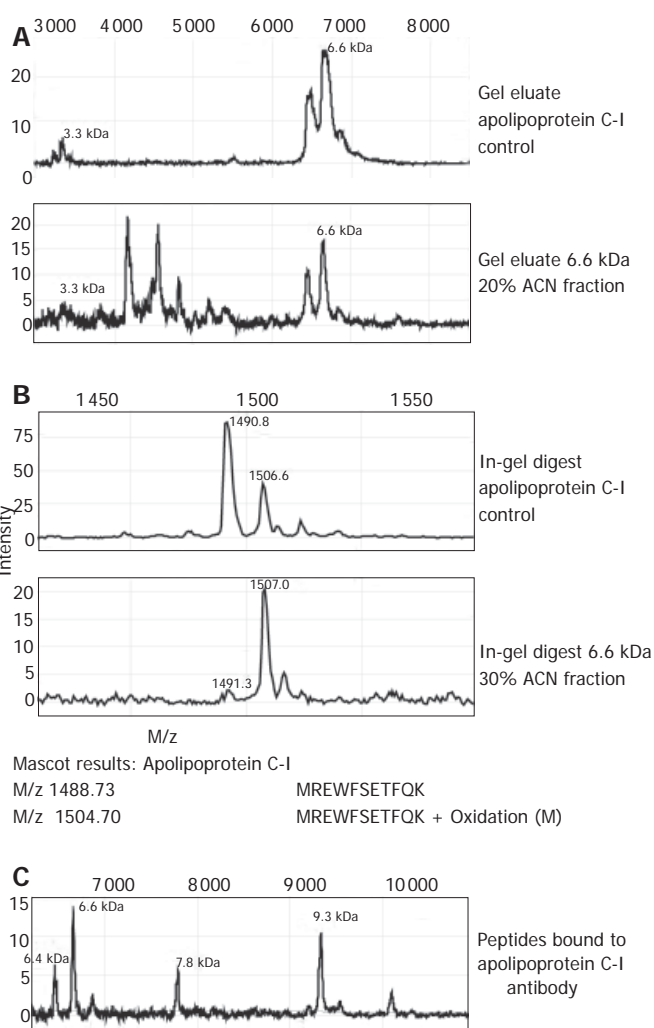 A
3000 4000 5000 6000 7000 8000
6.6 kDa
20
10
0
3.3 kDa
Gel eluate
apolipoprotein C-I
control
20
15
10
5
0
3.3 kDa
6.6 kDa
Gel eluate 6.6 kDa
20% ACN fraction
B
1450 1500 1550
75
50
25
0
1490.8
1506.6
In-gel digest
apolipoprotein C-I
control
Intensity
20
15
10
5
0
1507.0
1491.3
In-gel digest 6.6 kDa
30% ACN fraction
M/z
Mascot results: Apolipoprotein C-I
M/z 1488.73 MREWFSETFQK
M/z 1504.70 MREWFSETFQK + Oxidation (M)
C
7000 8000 9000 10000
15
10
5
0
6.4 kDa
6.6 kDa
7.8 kDa
9.3 kDa
Peptides bound to
apolipoprotein C-I
antibody